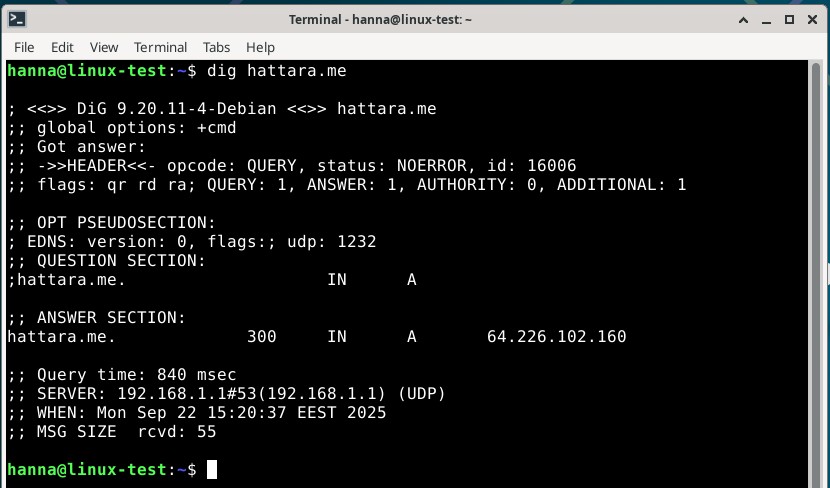 Terminal - hanna@linux-test: ~
File Edit View Terminal Tabs Help
hanna@linux-test:~$ dig hattara.me

; <<>> DiG 9.20.11-4-Debian <<>> hattara.me
;; global options: +cmd
;; Got answer:
;; ->>HEADER<<- opcode: QUERY, status: NOERROR, id: 16006
;; flags: qr rd ra; QUERY: 1, ANSWER: 1, AUTHORITY: 0, ADDITIONAL: 1

;; OPT PSEUDOSECTION:
; EDNS: version: 0, flags:; udp: 1232
;; QUESTION SECTION:
;hattara.me.                    IN      A

;; ANSWER SECTION:
hattara.me.             300     IN      A       64.226.102.160

;; Query time: 840 msec
;; SERVER: 192.168.1.1#53(192.168.1.1) (UDP)
;; WHEN: Mon Sep 22 15:20:37 EEST 2025
;; MSG SIZE  rcvd: 55

hanna@linux-test:~$